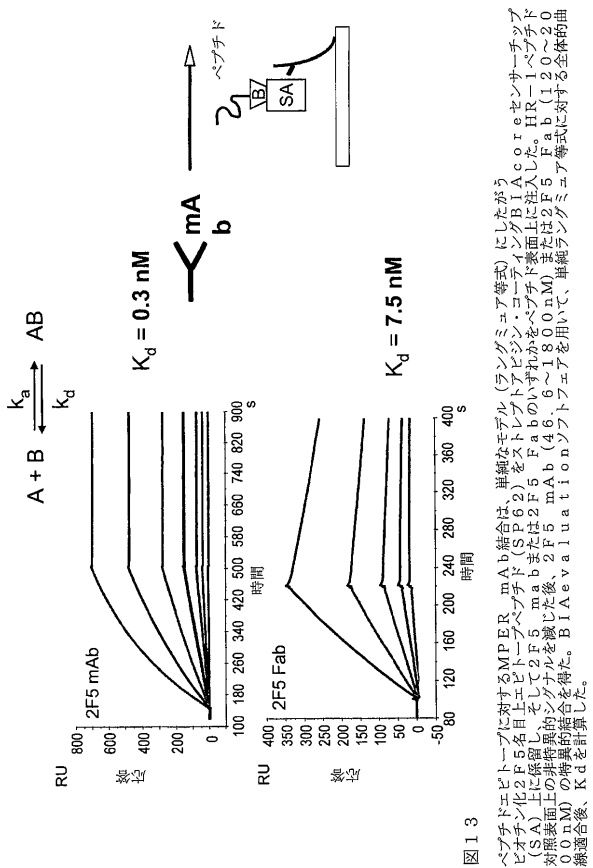 A + B
ka
kd
AB
RU
800
600
400
200
0
2F5 mAb
100 140 180 220 260 300 340 380 420 460 500 540 580 620 660 700 740 780 820 860 900
時間
s
Kd = 0.3 nM
mA
b
B
SA
ペプチド
RU
400
350
300
250
200
150
100
50
0
-50
2F5 Fab
80 120 160 200 240 280 320 360 400
時間
s
Kd = 7.5 nM
図13
ペプチドエピトープに対するMPER mAb結合は、単純なモデル(ラングミュア等式)にしたがう
ビオチン化2F5名目上エピトープペプチド(SP62)をストレプトアビジン・コーティングBIAcoreセンサーチップ
(SA)上に保留し、そして2F5 mabまたは2F5 Fabのいずれかをペプチド表面上に注入した。HR-1ペプチド
対照表面上の非特異的シグナルを減じた後、2F5 mAb(46.6~1800nM)または2F5 Fab(120~20
00nM)の特異的結合を得た。BIAevaluationソフトフェアを用いて、単純ラングミュア等式に対する全体的曲
線適合後、Kdを計算した。